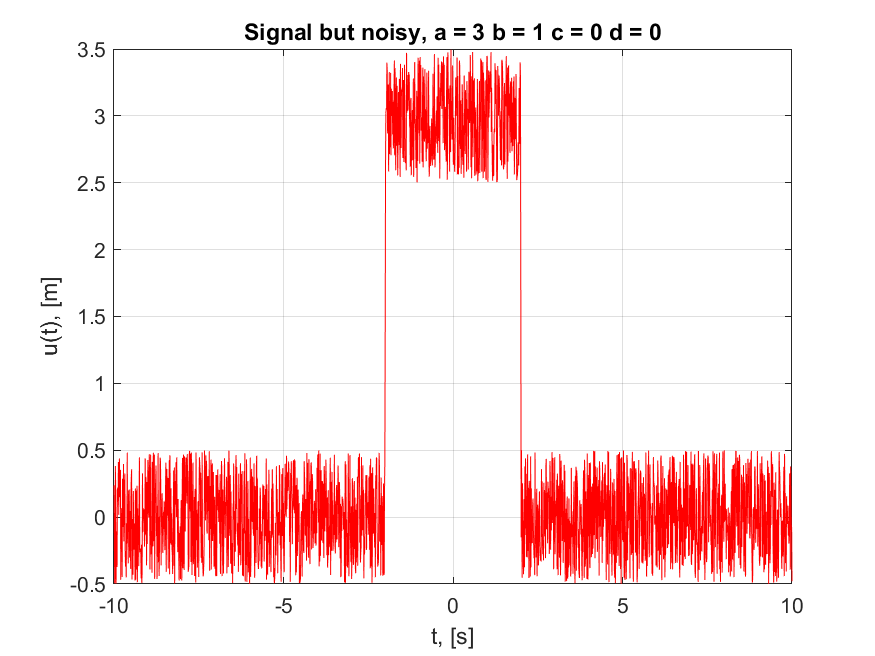 Signal but noisy, a = 3 b = 1 c = 0 d = 0
3.5
3
2.5
2
1.5
1
0.5
0
-0.5
u(t), [m]
-10 -5 0 5 10
t, [s]